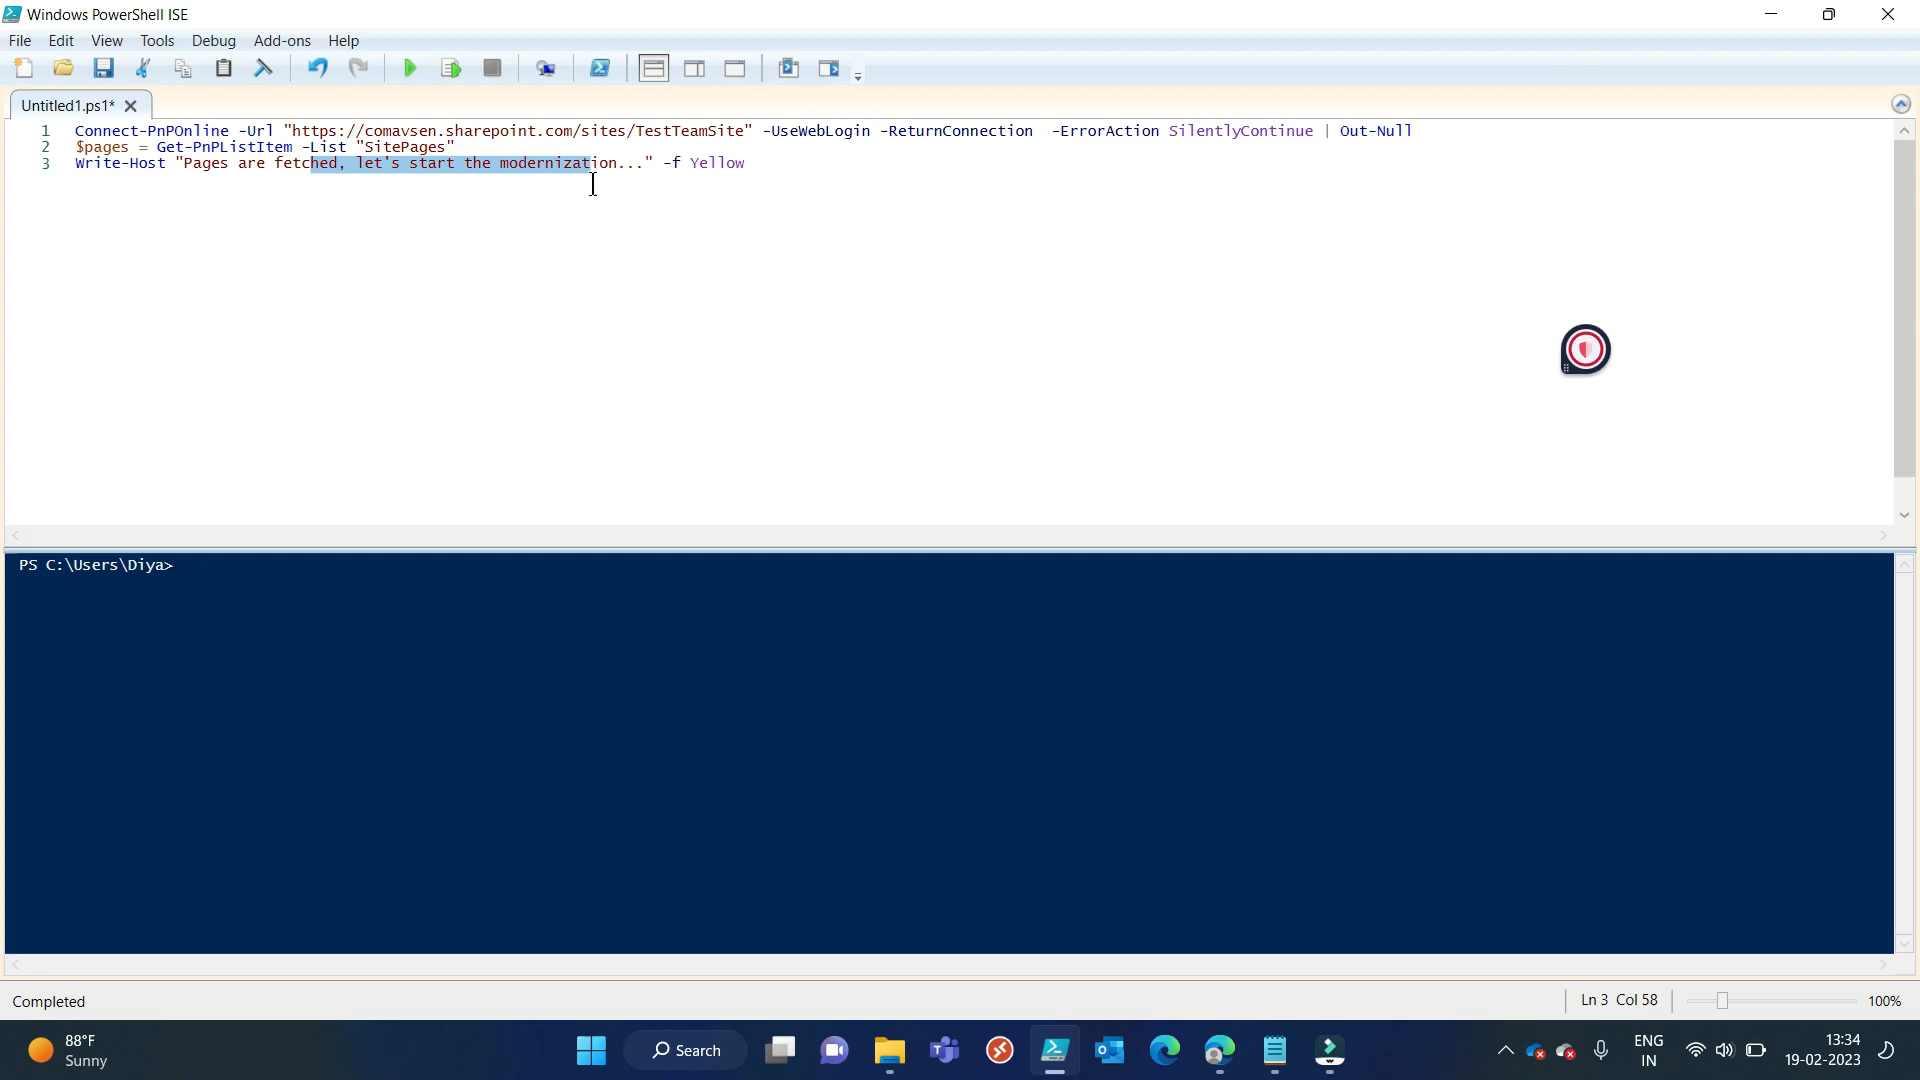 Windows PowerShell ISE
File Edit View Tools Debug Add-ons Help
Untitled1.ps1*
1 Connect-PnPOnline -Url "https://comavsen.sharepoint.com/sites/TestTeamSite" -UseWebLogin -ReturnConnection  -ErrorAction SilentlyContinue | Out-Null
2 $pages = Get-PnPListItem -List "SitePages"
3 Write-Host "Pages are fetched, let's start the modernization..." -f Yellow
PS C:\Users\Diya>
Completed
Ln 3 Col 58
100%
88°F
Sunny
Search
ENG
IN
13:34
19-02-2023